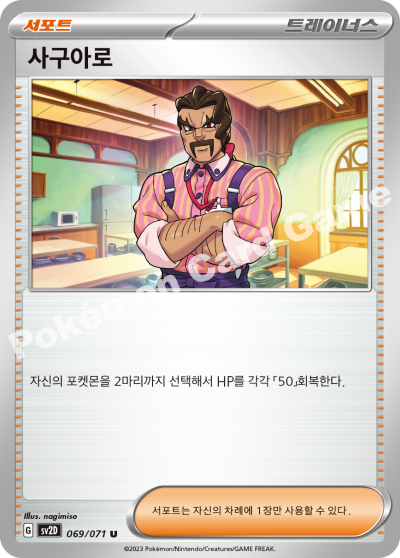 서포트 트레이너스
사구아로
Pokémon Card Game
자신의 포켓몬을 2마리까지 선택해서 HP를 각각 「50」회복한다.
Illus. nagimiso
서포트는 자신의 차례에 1장만 사용할 수 있다.
G SV2D 069/071 U
©2023 Pokémon/Nintendo/Creatures/GAME FREAK.